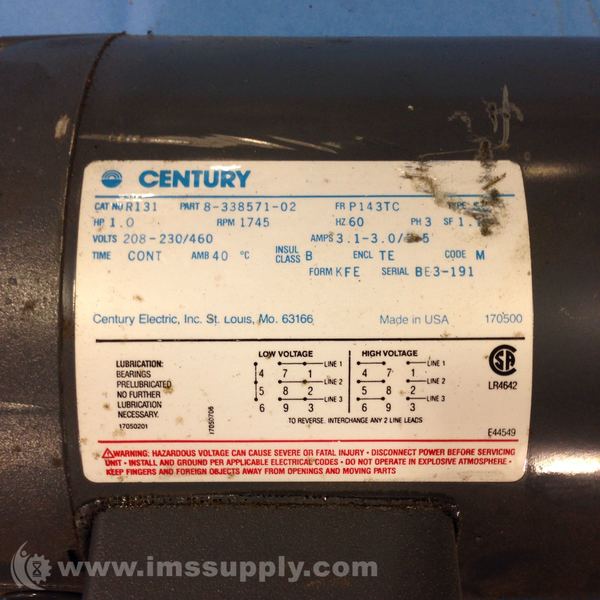 CENTURY
CAT NO R131 PART 8-338571-02 FR P143TC TYPE
HP 1.0 RPM 1745 HZ 60 PH 3 SF
VOLTS 208-230/460 AMPS 3.1-3.0/
TIME CONT AMB 40 °C INSUL CLASS B ENCL TE CODE M
FORM KFE SERIAL BE3-191
Century Electric, Inc. St. Louis, Mo. 63166 Made in USA 170500
LUBRICATION:
BEARINGS
PRELUBRICATED
NO FURTHER
LUBRICATION
NECESSARY.
17050201
17050706
LOW VOLTAGE
4 7 1 LINE 1
5 8 2 LINE 2
6 9 3 LINE 3
HIGH VOLTAGE
4 7 1 LINE 1
5 8 2 LINE 2
6 9 3 LINE 3
TO REVERSE, INTERCHANGE ANY 2 LINE LEADS
LR4642
E44549
WARNING: HAZARDOUS VOLTAGE CAN CAUSE SEVERE OR FATAL INJURY - DISCONNECT POWER BEFORE SERVICING
UNIT - INSTALL AND GROUND PER APPLICABLE ELECTRICAL CODES - DO NOT OPERATE IN EXPLOSIVE ATMOSPHERE -
KEEP FINGERS AND FOREIGN OBJECTS AWAY FROM OPENINGS AND MOVING PARTS
www.imssupply.com